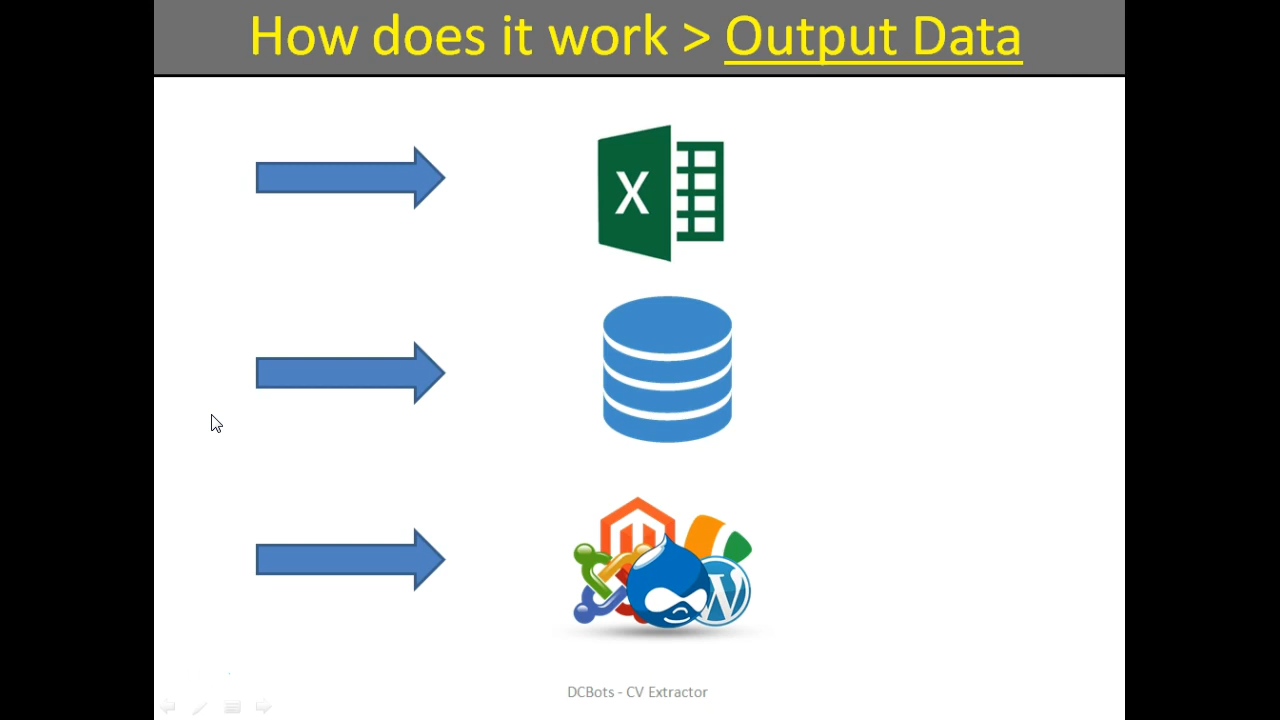 How does it work > Output Data
X
W
DCBots - CV Extractor